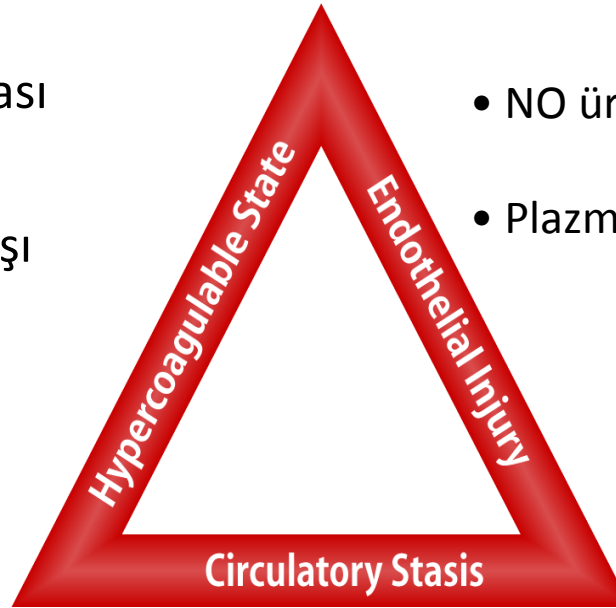 ası
şı
Hypercoagulable State
Endothelial Injury
• NO ür
• Plazm
Circulatory Stasis